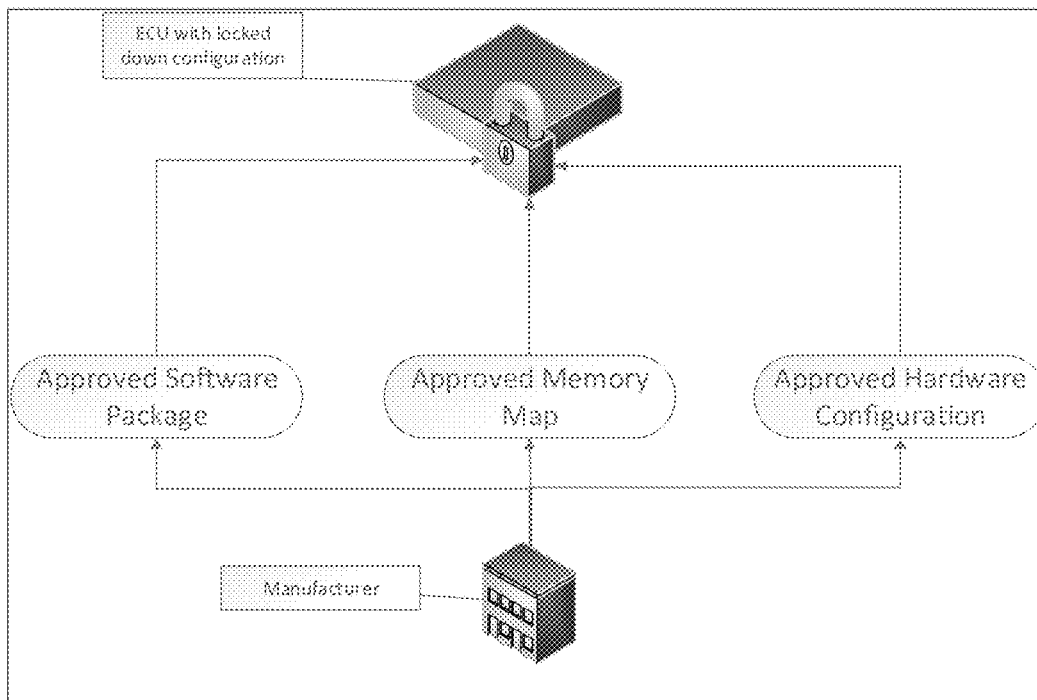 ECU with locked
down configuration
Approved Software
Package
Approved Memory
Map
Approved Hardware
Configuration
Manufacturer